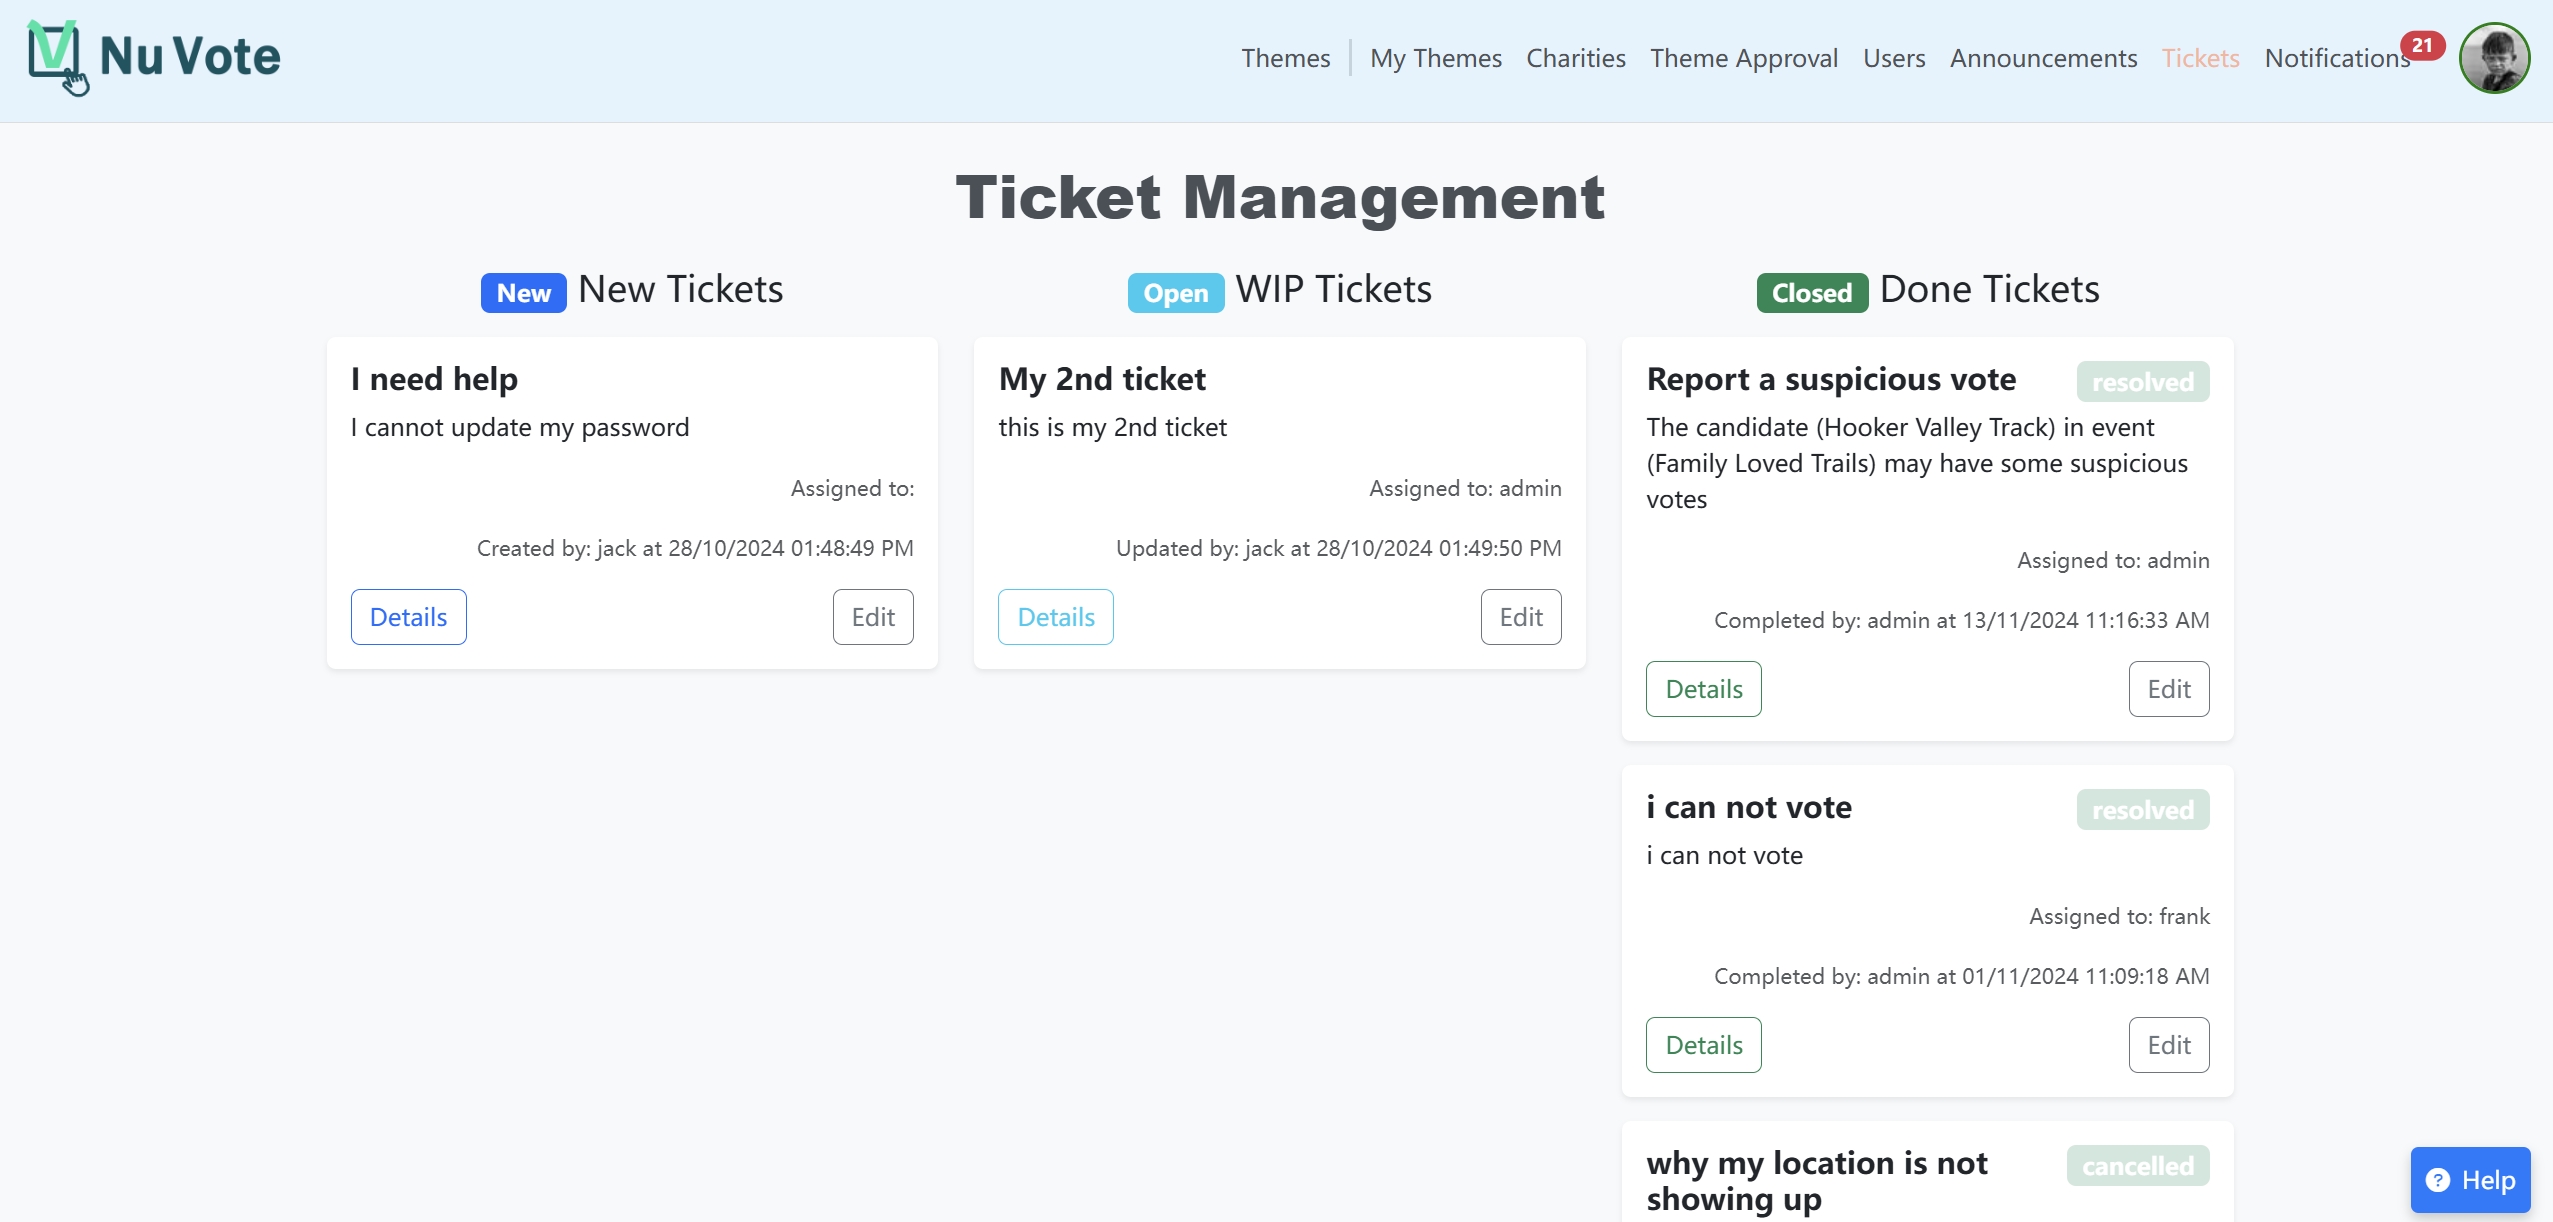 V Nu Vote
Themes My Themes Charities Theme Approval Users Announcements Tickets Notifications 21
Ticket Management
New New Tickets
I need help
I cannot update my password
Assigned to:
Created by: jack at 28/10/2024 01:48:49 PM
Details Edit
Open WIP Tickets
My 2nd ticket
this is my 2nd ticket
Assigned to: admin
Updated by: jack at 28/10/2024 01:49:50 PM
Details Edit
Closed Done Tickets
Report a suspicious vote resolved
The candidate (Hooker Valley Track) in event
(Family Loved Trails) may have some suspicious
votes
Assigned to: admin
Completed by: admin at 13/11/2024 11:16:33 AM
Details Edit
i can not vote resolved
i can not vote
Assigned to: frank
Completed by: admin at 01/11/2024 11:09:18 AM
Details Edit
why my location is not cancelled
showing up
? Help